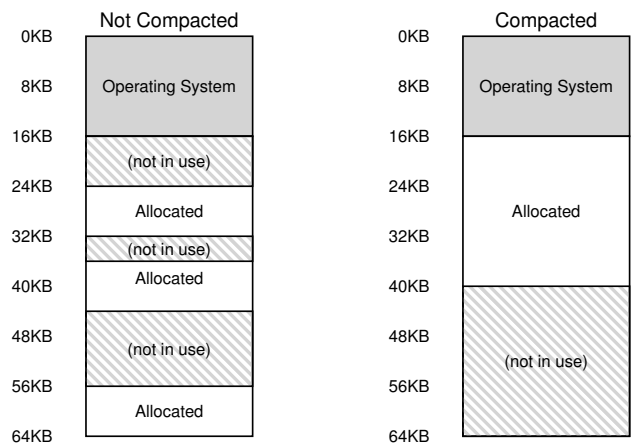 Not Compacted
0KB
8KB
Operating System
16KB
(not in use)
24KB
Allocated
32KB
(not in use)
40KB
Allocated
48KB
(not in use)
56KB
Allocated
64KB
Compacted
0KB
8KB
Operating System
16KB
24KB
Allocated
32KB
40KB
48KB
(not in use)
56KB
64KB